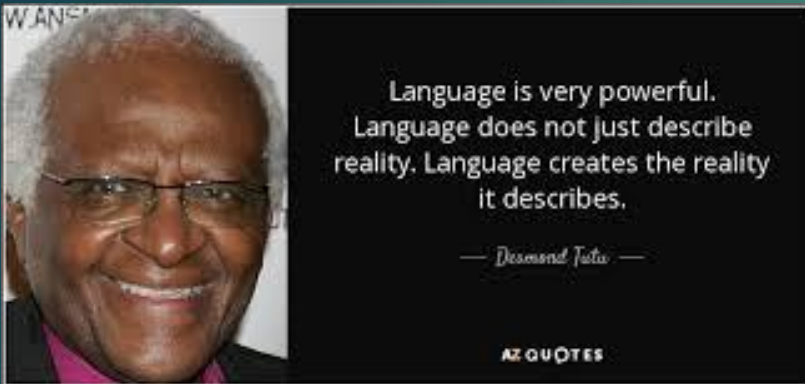 Language is very powerful.
Language does not just describe
reality. Language creates the reality
it describes.
— Desmond Tutu —
AZ QUOTES